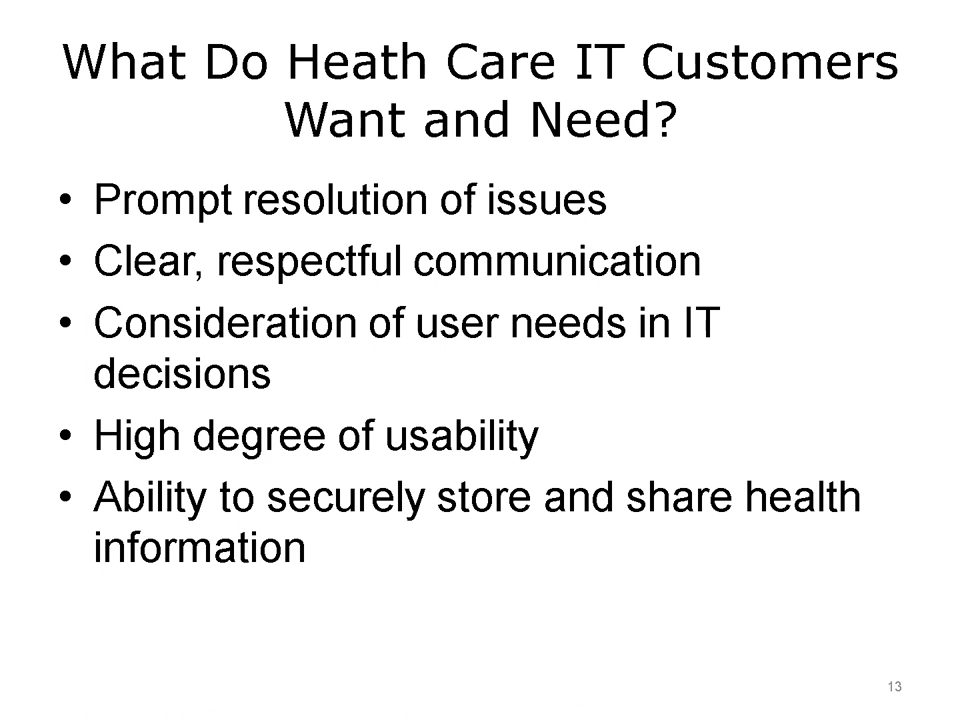 What Do Heath Care IT Customers
Want and Need?
• Prompt resolution of issues
• Clear, respectful communication
• Consideration of user needs in IT
decisions
• High degree of usability
• Ability to securely store and share health
information
13